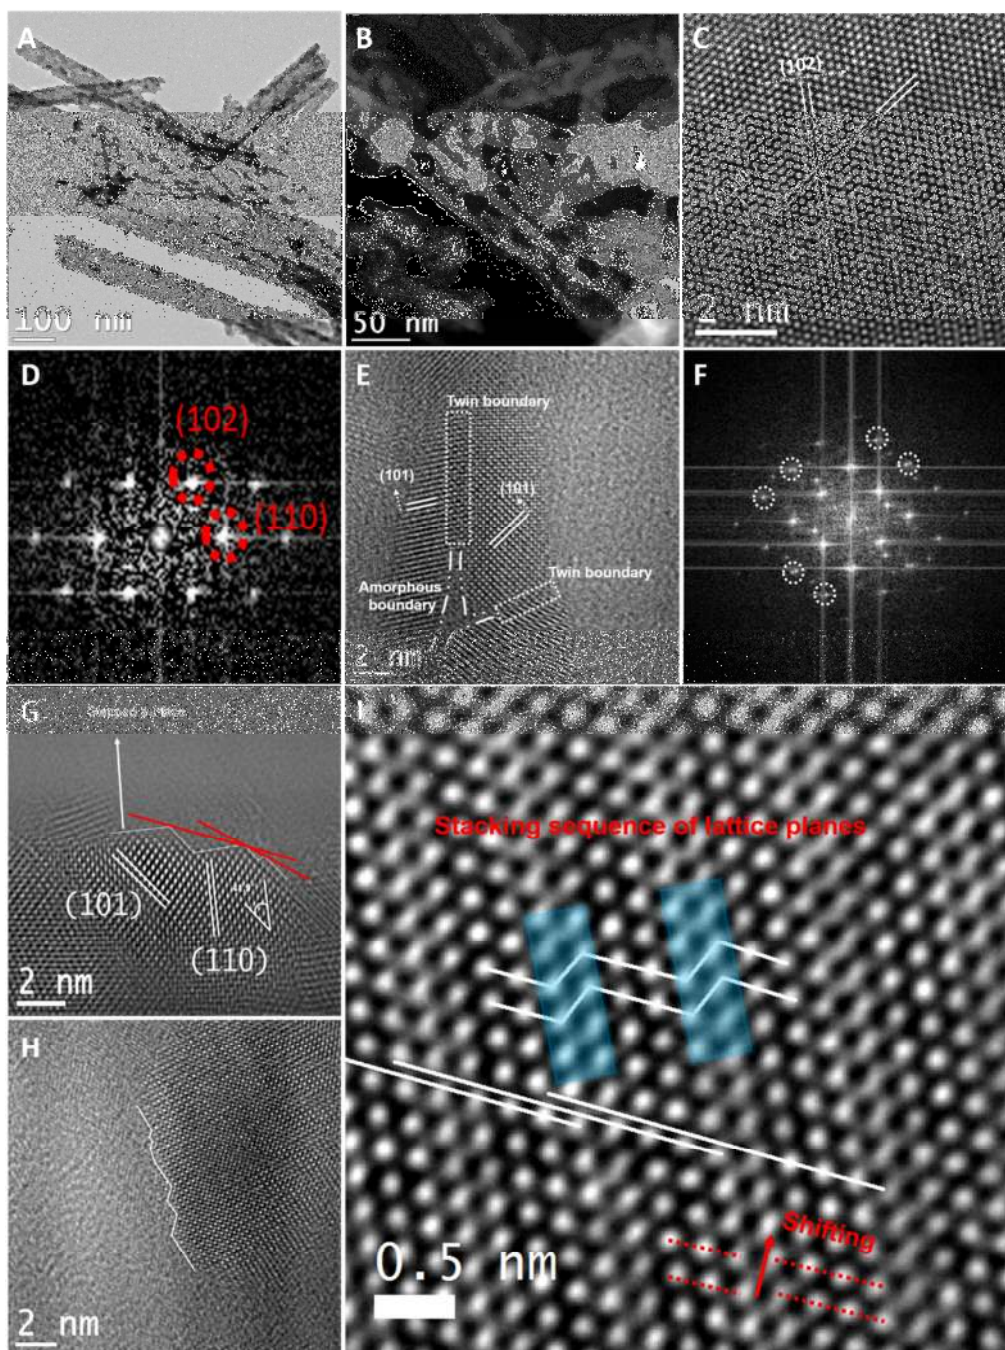 A
100 nm
B
50 nm
C
(102)
2 nm
D
(102)
(110)
E
Twin boundary
(101)
(101)
Twin boundary
Amorphous
boundary
2 nm
F
G
(101)
(110)
2 nm
H
2 nm
I
Stacking sequence of lattice planes
Shifting
0.5 nm